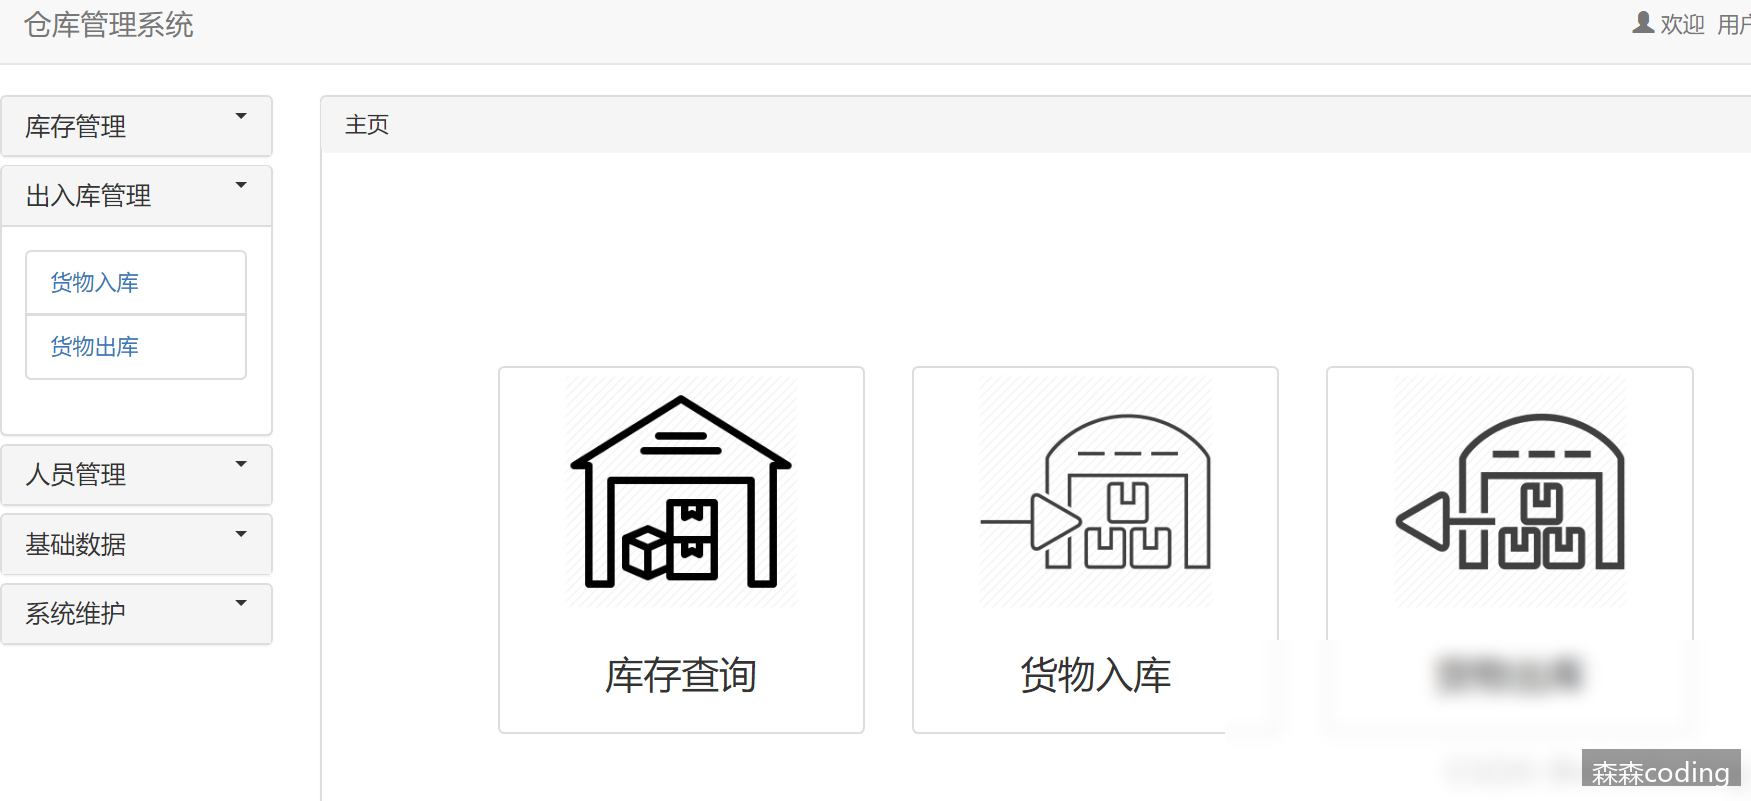 仓库管理系统
欢迎 用户
库存管理
主页
出入库管理
货物入库
货物出库
人员管理
基础数据
系统维护
库存查询
货物入库
森森coding